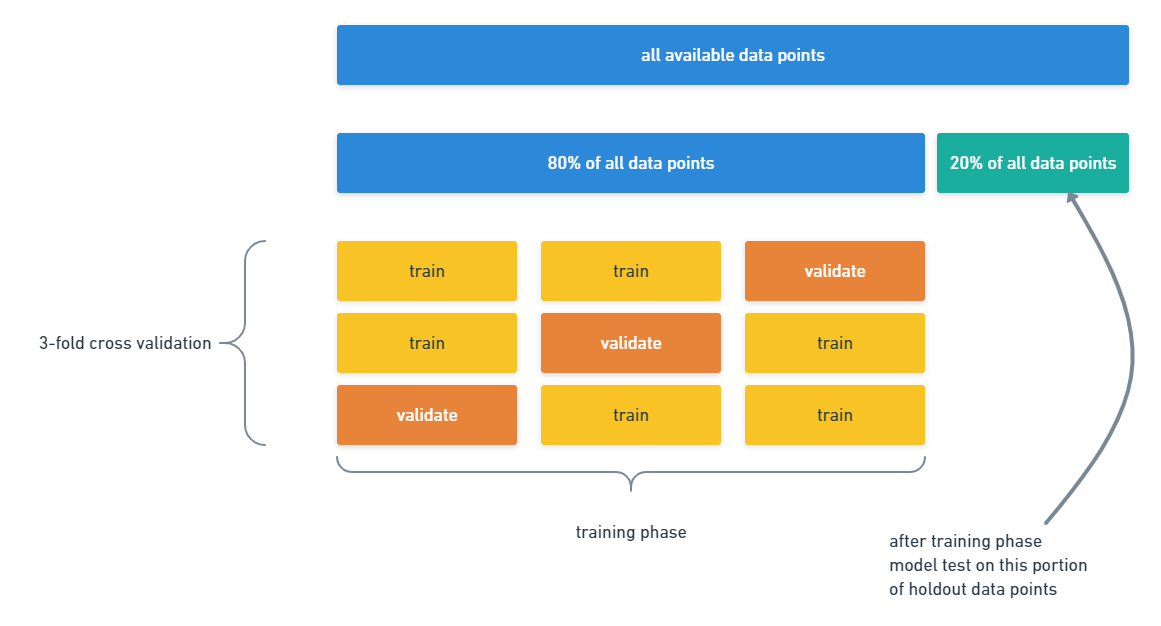 all available data points
80% of all data points
20% of all data points
train
train
validate
3-fold cross validation
train
validate
train
validate
train
train
training phase
after training phase
model test on this portion
of holdout data points